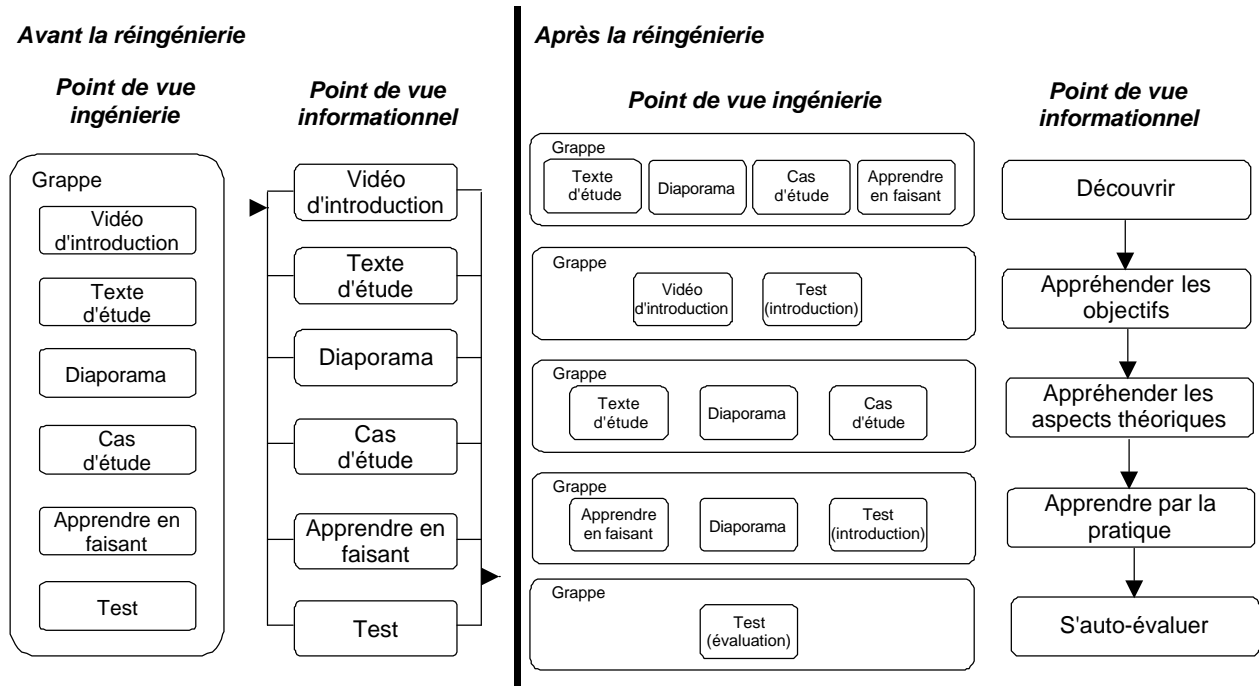 Avant la réingénierie
Point de vue
ingénierie
Point de vue
informationnel
Grappe
Vidéo
d'introduction
Texte
d'étude
Diaporama
Cas
d'étude
Apprendre en
faisant
Test
Vidéo
d'introduction
Texte
d'étude
Diaporama
Cas
d'étude
Apprendre en
faisant
Test
Après la réingénierie
Point de vue ingénierie
Point de vue
informationnel
Grappe
Texte
d'étude
Diaporama
Cas
d'étude
Apprendre
en faisant
Grappe
Vidéo
d'introduction
Test
(introduction)
Grappe
Texte
d'étude
Diaporama
Cas
d'étude
Grappe
Apprendre
en faisant
Diaporama
Test
(introduction)
Grappe
Test
(évaluation)
Découvrir
Appréhender les
objectifs
Appréhender les
aspects théoriques
Apprendre par la
pratique
S'auto-évaluer